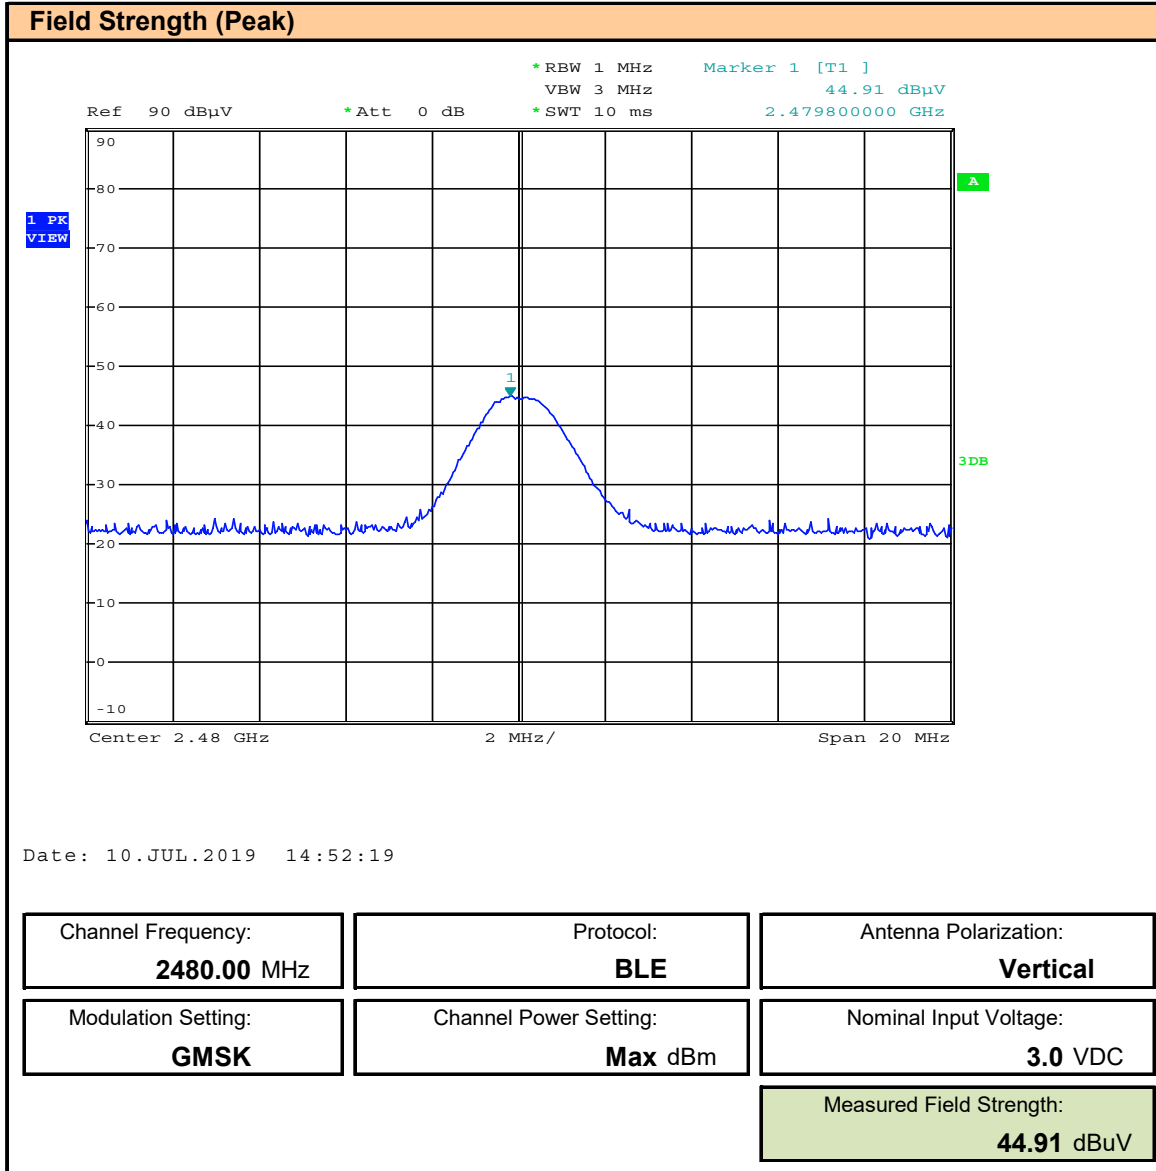 Field Strength (Peak)
*RBW 1 MHz Marker 1 [T1 ]
VBW 3 MHz 44.91 dBµV
Ref 90 dBµV *Att 0 dB *SWT 10 ms 2.479800000 GHz
90
A
80
1 PK
VIEW
70
60
50
1
40
3DB
30
20
10
0
-10
Center 2.48 GHz 2 MHz/ Span 20 MHz
Date: 10.JUL.2019 14:52:19
Channel Frequency: Protocol: Antenna Polarization:
2480.00 MHz BLE Vertical
Modulation Setting: Channel Power Setting: Nominal Input Voltage:
GMSK Max dBm 3.0 VDC
Measured Field Strength:
44.91 dBuV